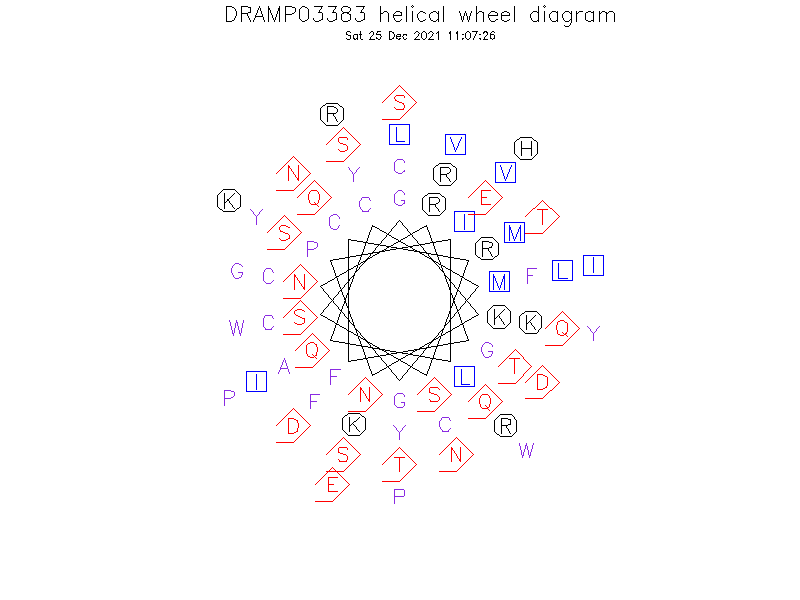 DRAMP03383 helical wheel diagram
Sat 25 Dec 2021 11:07:26
S
R
L
S V H
C
N Y R V
K Q G E
C R
Y T
C I
S M
P R
I
G L
C F
N M
S K
C K
W Q
Y
Q G
A T
F L
I D
P N S
F G Q
D K C R
Y
S N W
T
E
P